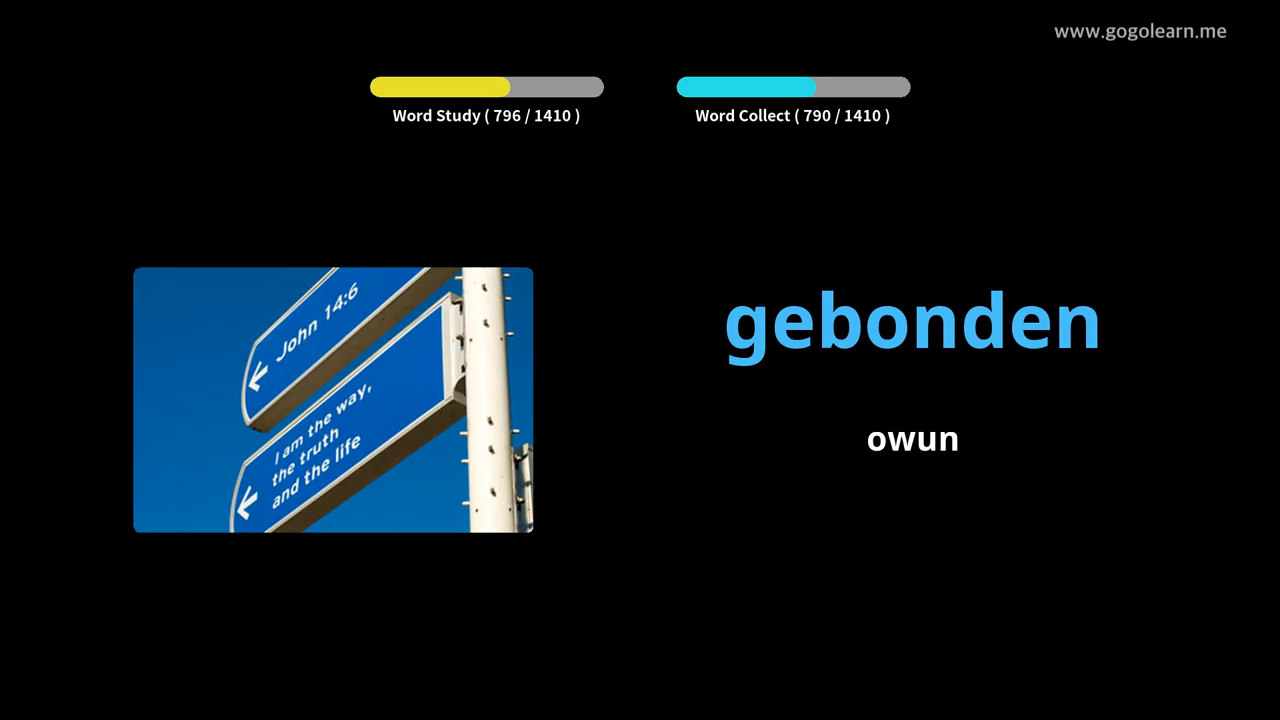 www.gogolearn.me
Word Study ( 796 / 1410 )
Word Collect ( 790 / 1410 )
John 14:6
I am the way,
the truth
and the life
gebonden
owun